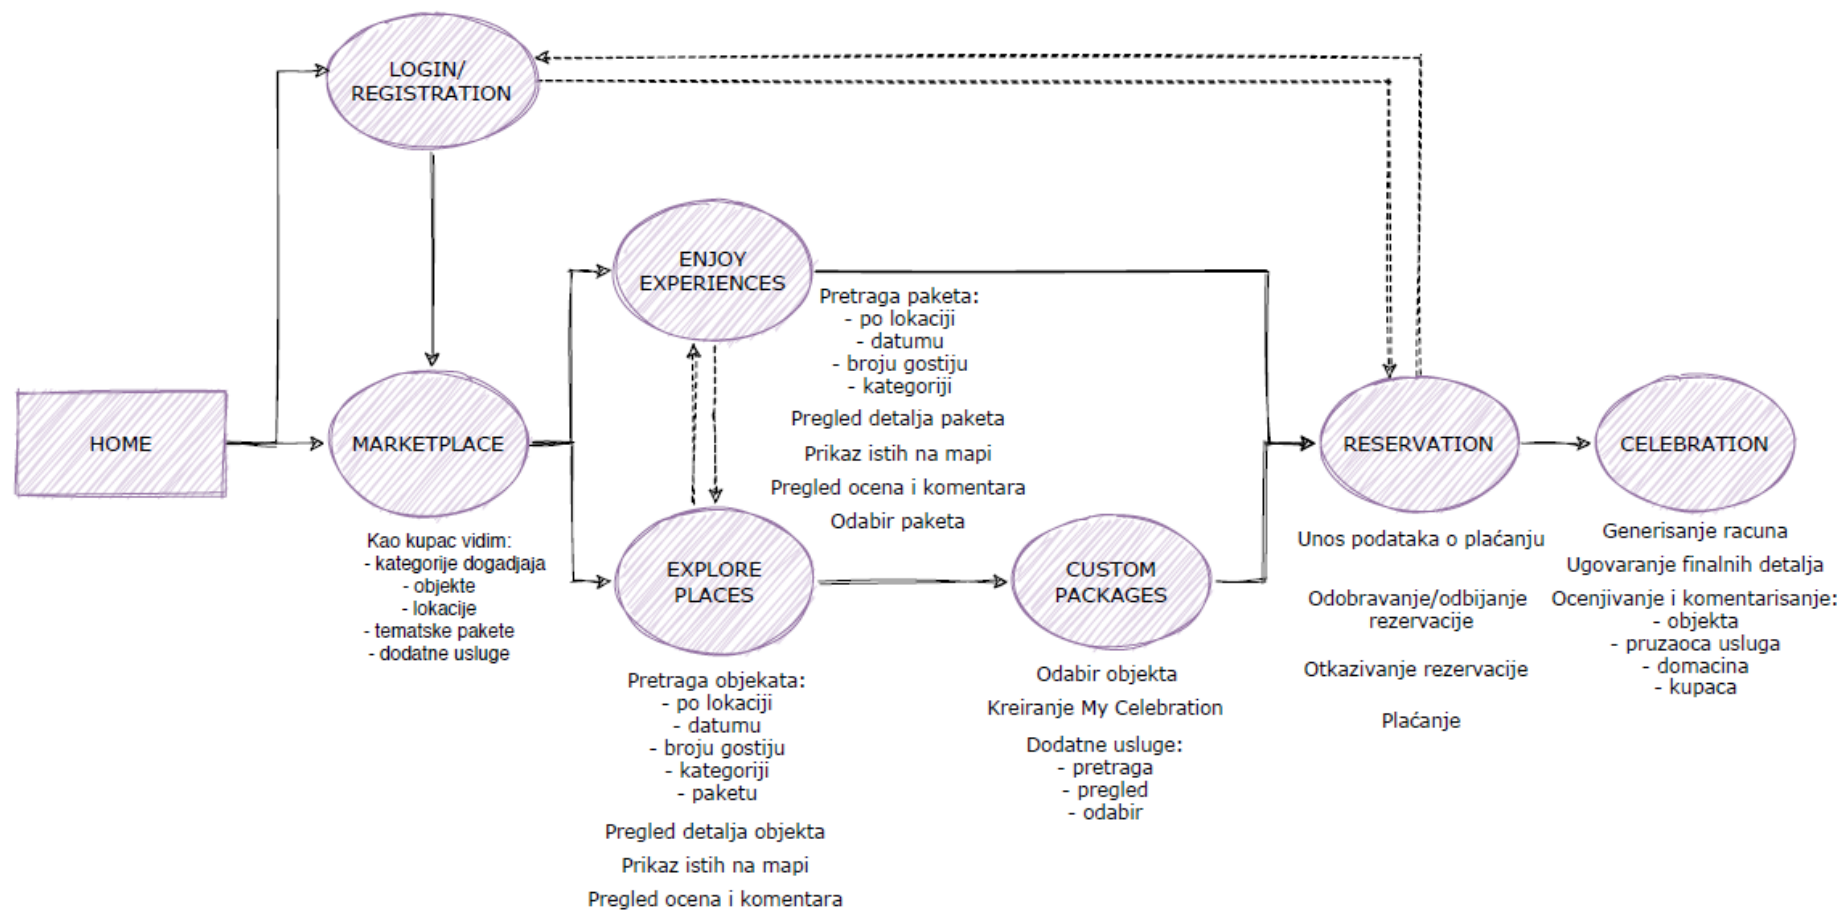 LOGIN/
REGISTRATION
ENJOY
EXPERIENCES
Pretraga paketa:
- po lokaciji
- datumu
- broju gostiju
- kategoriji
Pregled detalja paketa
Prikaz istih na mapi
Pregled ocena i komentara
Odabir paketa
HOME
MARKETPLACE
Kao kupac vidim:
- kategorije dogadjaja
- objekte
- lokacije
- tematske pakete
- dodatne usluge
EXPLORE
PLACES
Pretraga objekata:
- po lokaciji
- datumu
- broju gostiju
- kategoriji
- paketu
Pregled detalja objekta
Prikaz istih na mapi
Pregled ocena i komentara
CUSTOM
PACKAGES
Odabir objekta
Kreiranje My Celebration
Dodatne usluge:
- pretraga
- pregled
- odabir
RESERVATION
Unos podataka o plaćanju
Odobravanje/odbijanje
rezervacije
Otkazivanje rezervacije
Plaćanje
CELEBRATION
Generisanje racuna
Ugovaranje finalnih detalja
Ocenjivanje i komentarisanje:
- objekta
- pruzaoca usluga
- domacina
- kupaca